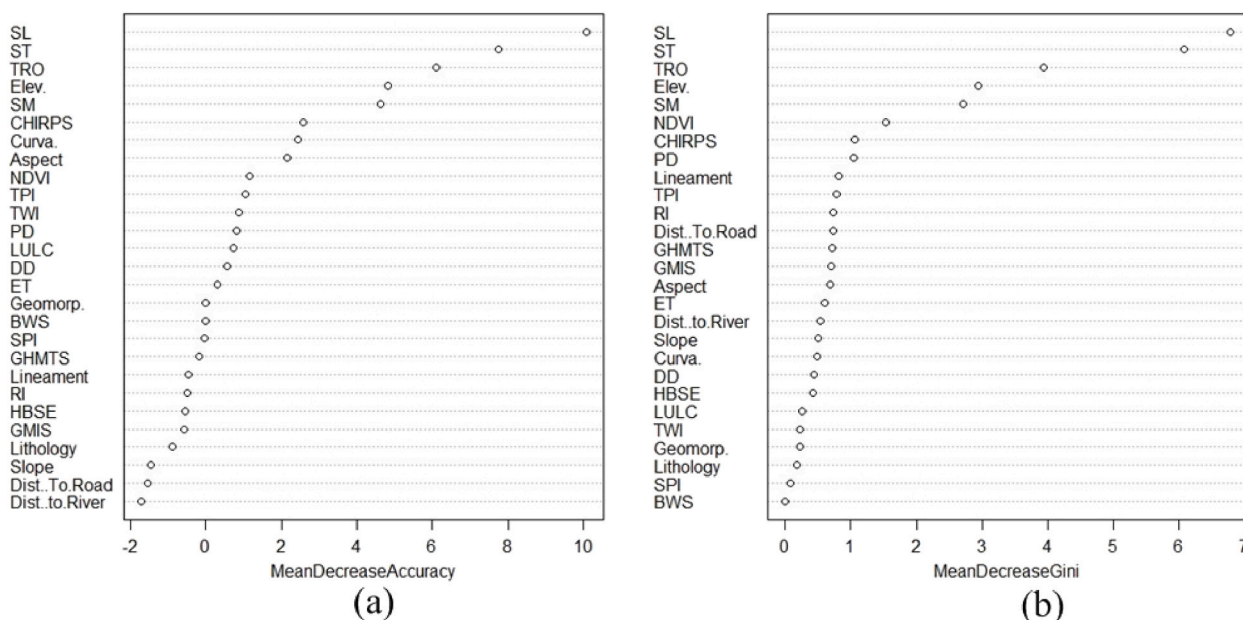 SL
ST
TRO
Elev.
SM
CHIRPS
Curva.
Aspect
NDVI
TPI
TWI
PD
LULC
DD
ET
Geomorp.
BWS
SPI
GHMTS
Lineament
RI
HBSE
GMIS
Lithology
Slope
Dist..To.Road
Dist..to.River
-2 0 2 4 6 8 10
MeanDecreaseAccuracy
(a)
SL
ST
TRO
Elev.
SM
NDVI
CHIRPS
PD
Lineament
TPI
RI
Dist..To.Road
GHMTS
GMIS
Aspect
ET
Dist..to.River
Slope
Curva.
DD
HBSE
LULC
TWI
Geomorp.
Lithology
SPI
BWS
0 1 2 3 4 5 6 7
MeanDecreaseGini
(b)